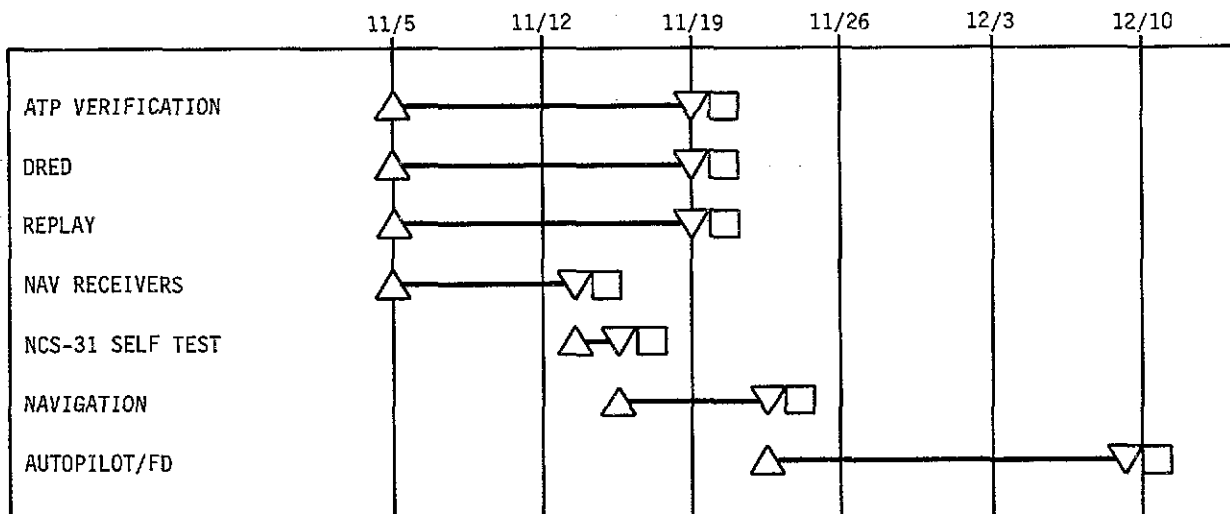 11/5 11/12 11/19 11/26 12/3 12/10
ATP VERIFICATION
DRED
REPLAY
NAV RECEIVERS
NCS-31 SELF TEST
NAVIGATION
AUTOPILOT/FD